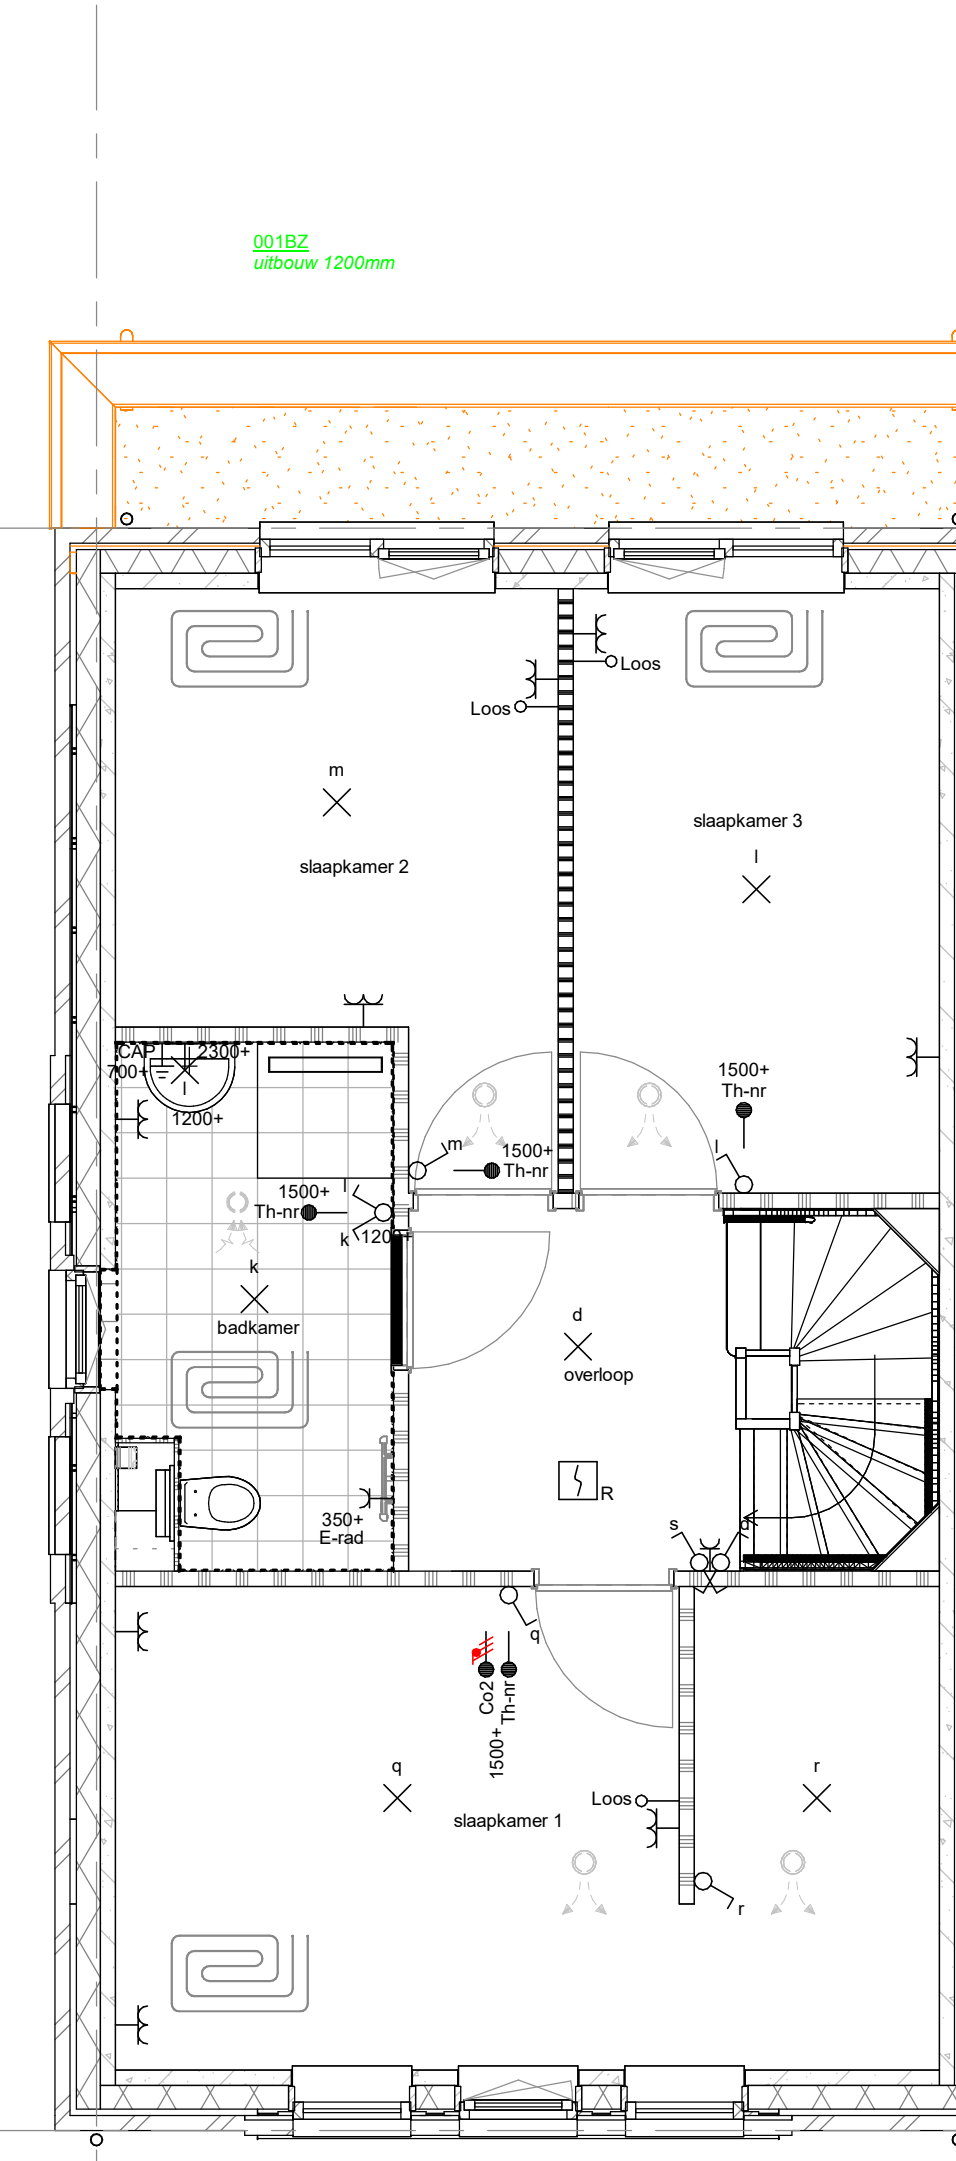 001BZ
uitbouw 1200mm
Loos
Loos
m
slaapkamer 3
l
slaapkamer 2
CAP
2300+
700+
l
1200+
1500+
Th-nr
m
1500+
Th-nr
l
1500+
Th-nr
l
k
1200+
k
badkamer
d
overloop
R
350+
E-rad
s
d
q
Co2
Th-nr
1500+
q
r
Loos
slaapkamer 1
r